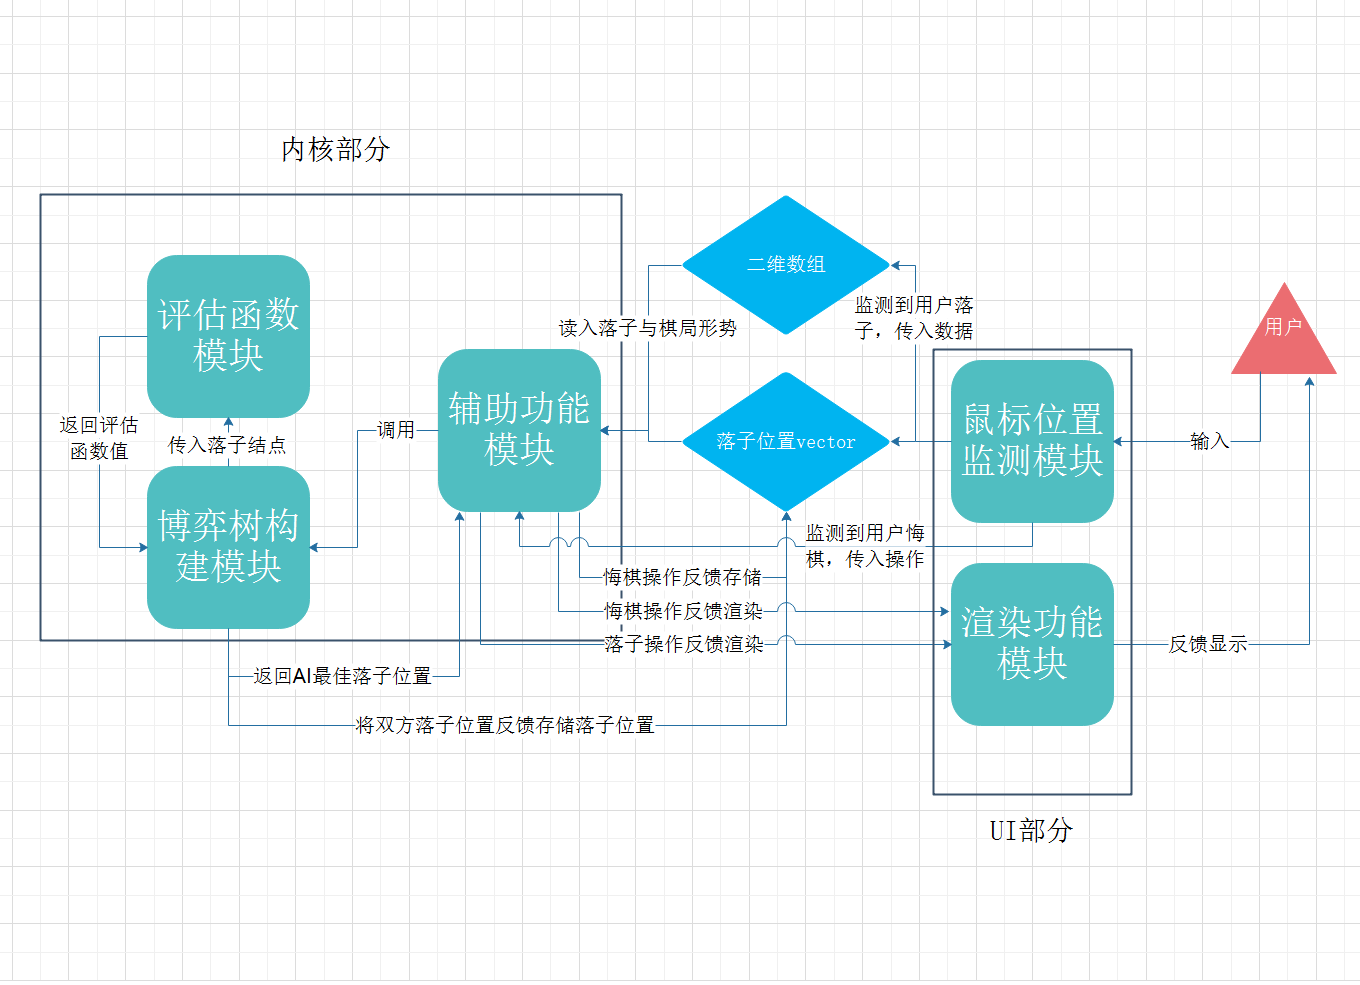 内核部分
二维数组
评估函数
模块
监测到用户落
子，传入数据
用户
读入落子与棋局形势
辅助功能
模块
鼠标位置
监测模块
返回评估
函数值
传入落子结点
调用
落子位置vector
输入
博弈树构
建模块
监测到用户悔
棋，传入操作
悔棋操作反馈存储
悔棋操作反馈渲染
落子操作反馈渲染
渲染功能
模块
反馈显示
返回AI最佳落子位置
将双方落子位置反馈存储落子位置
UI部分